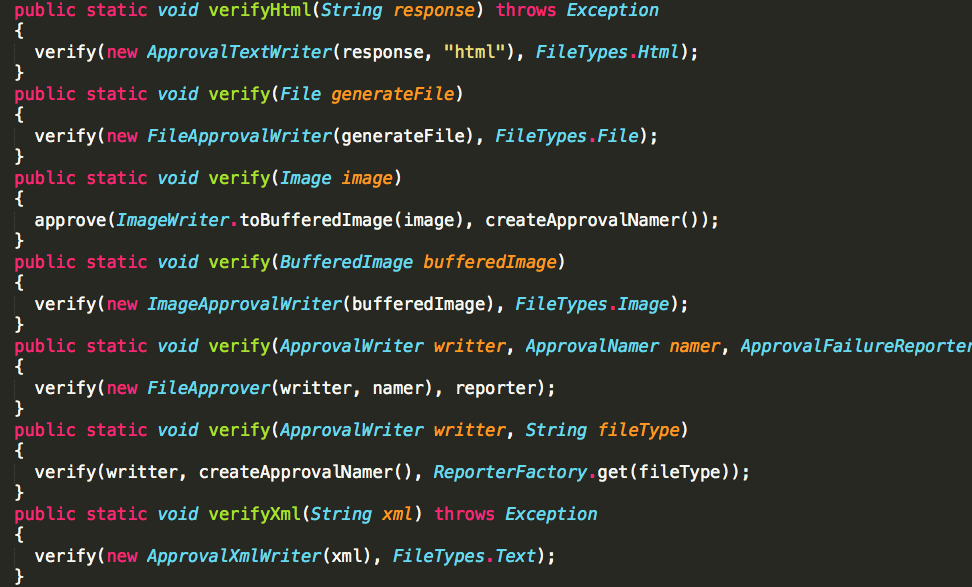 public static void verifyHtml(String response) throws Exception
{
  verify(new ApprovalTextWriter(response, "html"), FileTypes.Html);
}
public static void verify(File generateFile)
{
  verify(new FileApprovalWriter(generateFile), FileTypes.File);
}
public static void verify(Image image)
{
  approve(ImageWriter.toBufferedImage(image), createApprovalNamer());
}
public static void verify(BufferedImage bufferedImage)
{
  verify(new ImageApprovalWriter(bufferedImage), FileTypes.Image);
}
public static void verify(ApprovalWriter writter, ApprovalNamer namer, ApprovalFailureReporter
{
  verify(new FileApprover(writter, namer), reporter);
}
public static void verify(ApprovalWriter writter, String fileType)
{
  verify(writter, createApprovalNamer(), ReporterFactory.get(fileType));
}
public static void verifyXml(String xml) throws Exception
{
  verify(new ApprovalXmlWriter(xml), FileTypes.Text);
}